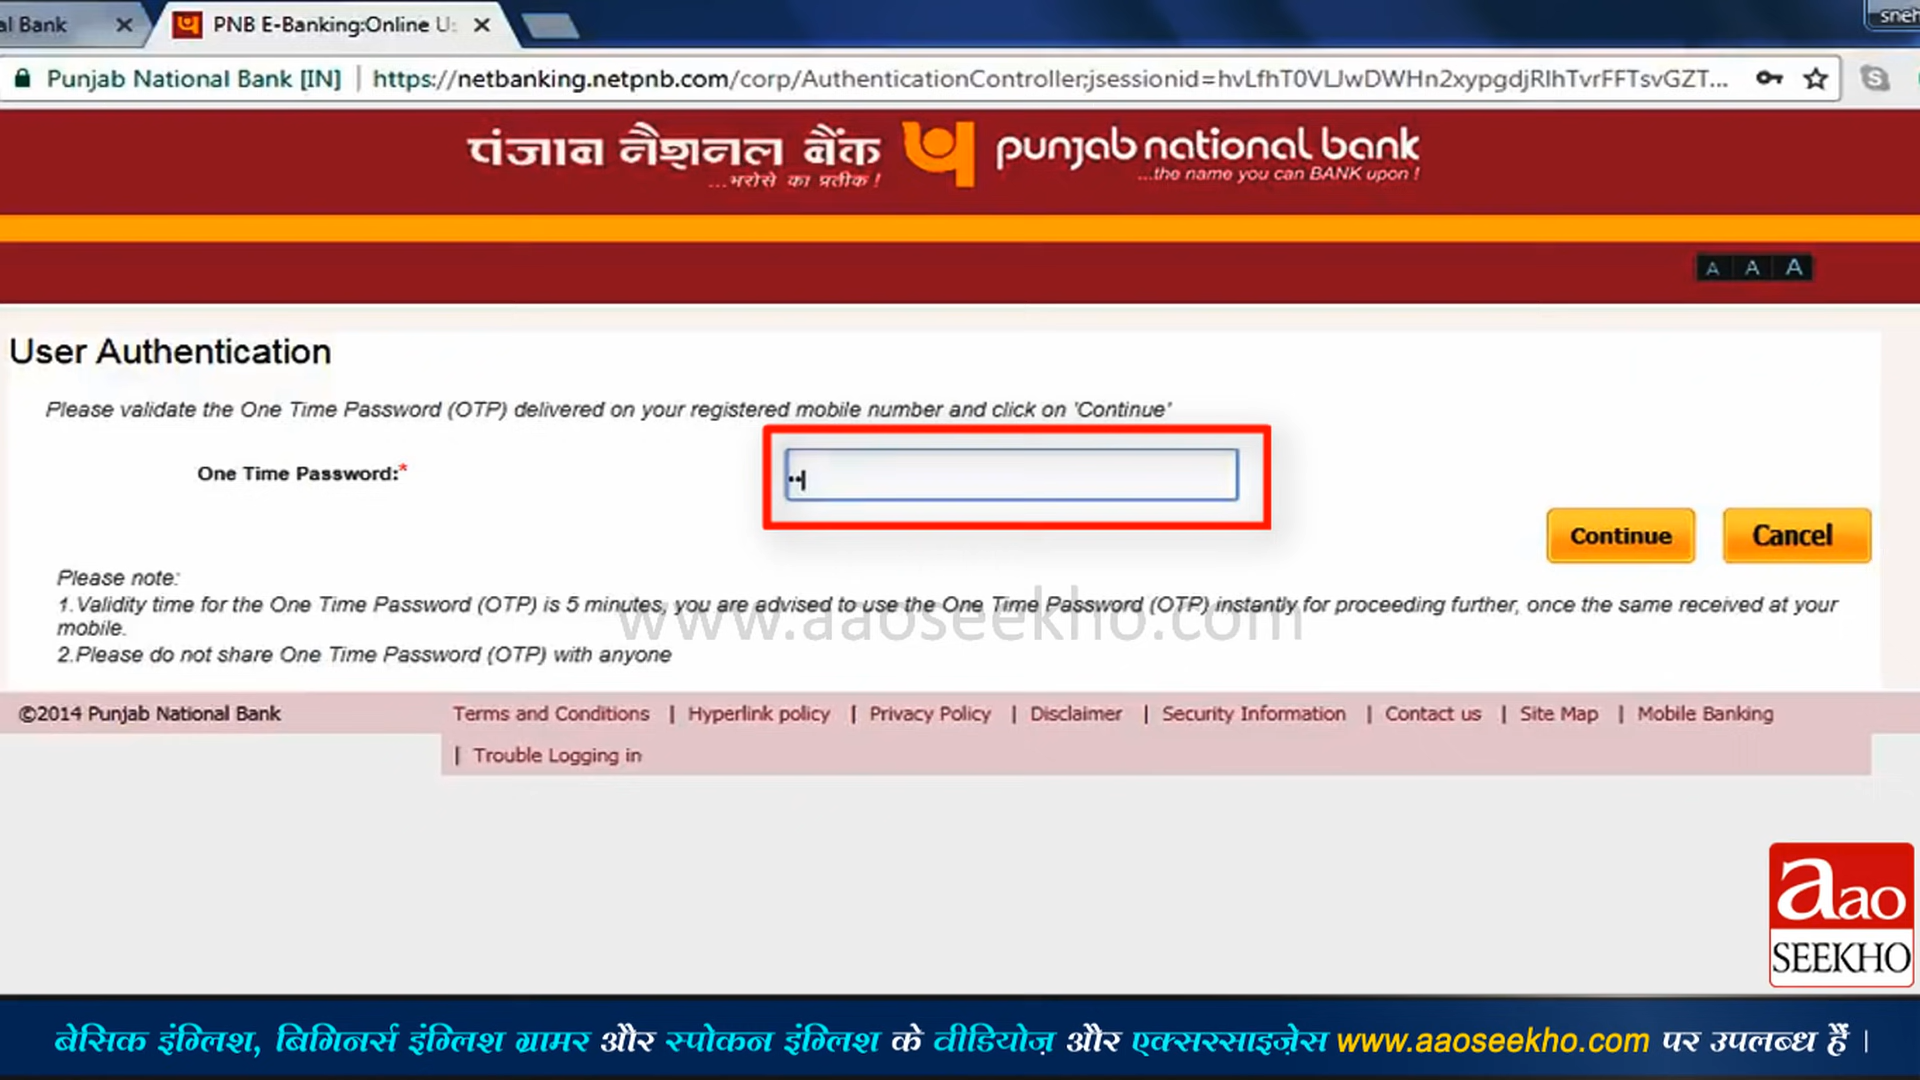 al Bank
PNB E-Banking:Online U
sneh
Punjab National Bank [IN] https://netbanking.netpnb.com/corp/AuthenticationController;jsessionid=hvLfhT0VLJwDWHn2xypgdjRlhTvrFFTsvGZT...
पंजाब नैशनल बैंक punjab national bank
...भरोसे का प्रतीक! ...the name you can BANK upon!
A A A
User Authentication
Please validate the One Time Password (OTP) delivered on your registered mobile number and click on 'Continue'
One Time Password:*
Continue Cancel
Please note:
1.Validity time for the One Time Password (OTP) is 5 minutes, you are advised to use the One Time Password (OTP) instantly for proceeding further, once the same received at your
mobile.
www.aaoseekho.com
2.Please do not share One Time Password (OTP) with anyone
©2014 Punjab National Bank Terms and Conditions | Hyperlink policy | Privacy Policy | Disclaimer | Security Information | Contact us | Site Map | Mobile Banking
| Trouble Logging in
aao
SEEKHO
बेसिक इंग्लिश, बिगिनर्स इंग्लिश ग्रामर और स्पोकन इंग्लिश के वीडियोज़ और एक्सरसाइज़ेस www.aaoseekho.com पर उपलब्ध हैं |